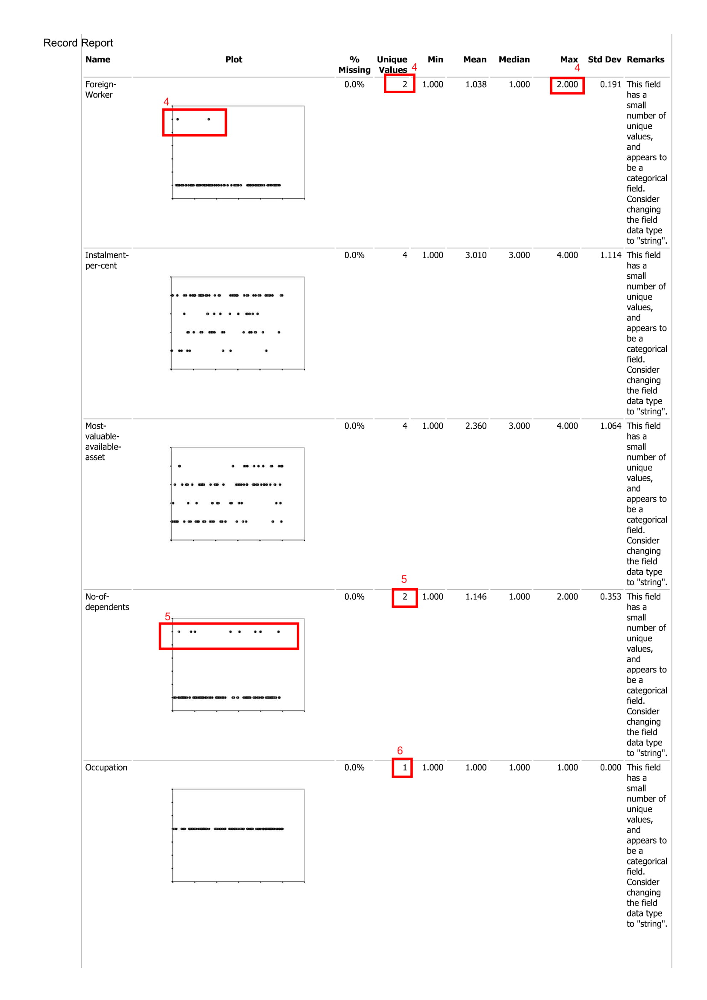 Record Report
Name Plot % Missing Unique Values Min Mean Median Max Std Dev Remarks
4 4
Foreign-
Worker
0.0% 2 1.000 1.038 1.000 2.000 0.191
This field
has a
small
number of
unique
values,
and
appears to
be a
categorical
field.
Consider
changing
the field
data type
to "string".
4
Instalment-
per-cent
0.0% 4 1.000 3.010 3.000 4.000 1.114
This field
has a
small
number of
unique
values,
and
appears to
be a
categorical
field.
Consider
changing
the field
data type
to "string".
Most-
valuable-
available-
asset
0.0% 4 1.000 2.360 3.000 4.000 1.064
This field
has a
small
number of
unique
values,
and
appears to
be a
categorical
field.
Consider
changing
the field
data type
to "string".
5
No-of-
dependents
0.0% 2 1.000 1.146 1.000 2.000 0.353
This field
has a
small
number of
unique
values,
and
appears to
be a
categorical
field.
Consider
changing
the field
data type
to "string".
5
6
Occupation
0.0% 1 1.000 1.000 1.000 1.000 0.000
This field
has a
small
number of
unique
values,
and
appears to
be a
categorical
field.
Consider
changing
the field
data type
to "string".